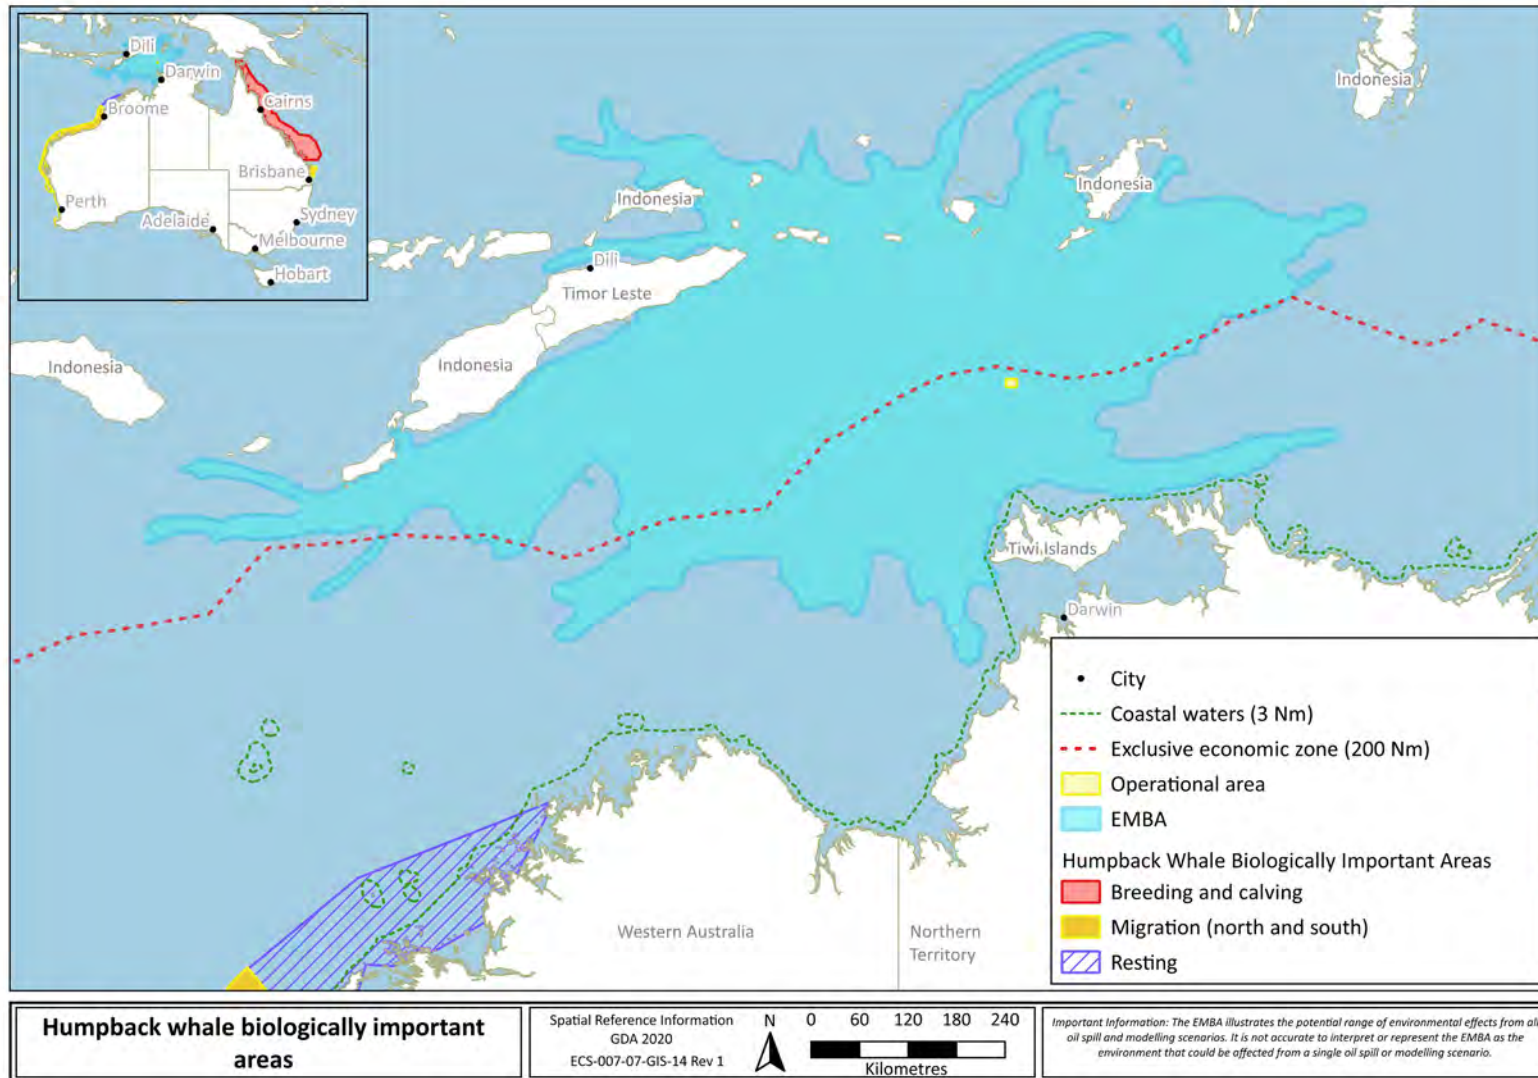 Dili
Darwin
Broome
Cairns
Brisbane
Perth
Adelaide
Sydney
Melbourne
Hobart
Indonesia
Indonesia
Indonesia
Dili
Timor Leste
Indonesia
Indonesia
Tiwi Islands
Darwin
Western Australia
Northern
Territory
City
Coastal waters (3 Nm)
Exclusive economic zone (200 Nm)
Operational area
EMBA
Humpback Whale Biologically Important Areas
Breeding and calving
Migration (north and south)
Resting
Humpback whale biologically important
areas
Spatial Reference Information
GDA 2020
ECS-007-07-GIS-14 Rev 1
N
0 60 120 180 240
Kilometres
Important Information: The EMBA illustrates the potential range of environmental effects from all
oil spill and modelling scenarios. It is not accurate to interpret or represent the EMBA as the
environment that could be affected from a single oil spill or modelling scenario.